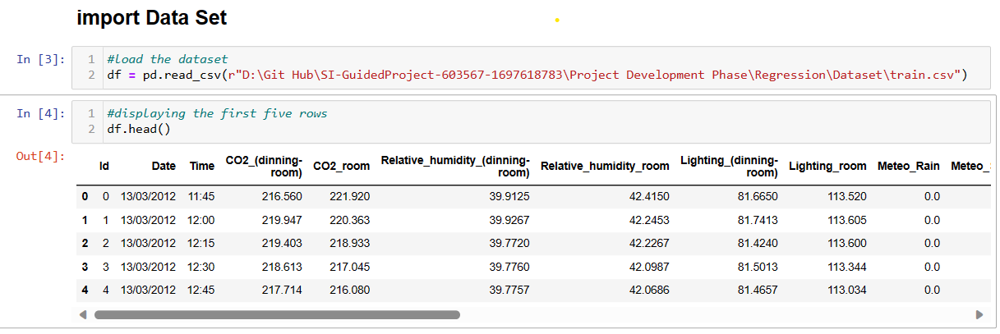 import Data Set
In [3]:
1 #load the dataset
2 df = pd.read_csv(r"D:\Git Hub\SI-GuidedProject-603567-1697618783\Project Development Phase\Regression\Dataset\train.csv")
In [4]:
1 #displaying the first five rows
2 df.head()
Out[4]:
Id Date Time CO2_(dinning-room) CO2_room Relative_humidity_(dinning-room) Relative_humidity_room Lighting_(dinning-room) Lighting_room Meteo_Rain Meteo_
0 0 13/03/2012 11:45 216.560 221.920 39.9125 42.4150 81.6650 113.520 0.0
1 1 13/03/2012 12:00 219.947 220.363 39.9267 42.2453 81.7413 113.605 0.0
2 2 13/03/2012 12:15 219.403 218.933 39.7720 42.2267 81.4240 113.600 0.0
3 3 13/03/2012 12:30 218.613 217.045 39.7760 42.0987 81.5013 113.344 0.0
4 4 13/03/2012 12:45 217.714 216.080 39.7757 42.0686 81.4657 113.034 0.0